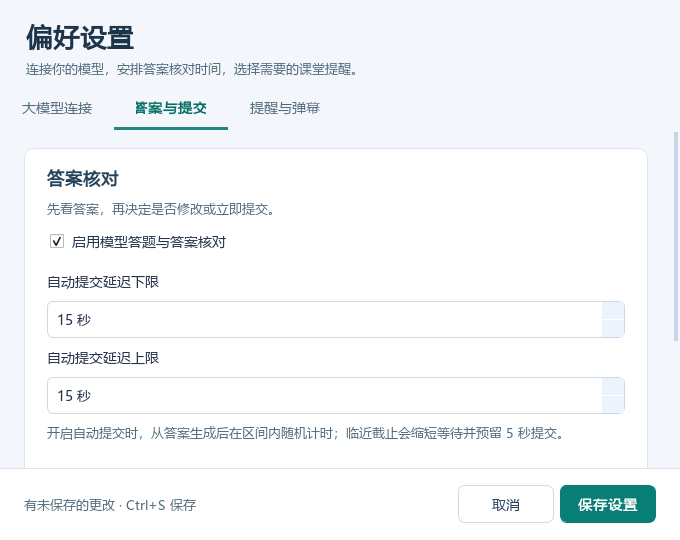 偏好设置
连接你的模型，安排答案核对时间，选择需要的课堂提醒。
大模型连接 答案与提交 提醒与弹幕
答案核对
先看答案，再决定是否修改或立即提交。
启用模型答题与答案核对
自动提交延迟下限
15 秒
自动提交延迟上限
15 秒
开启自动提交时，从答案生成后在区间内随机计时；临近截止会缩短等待并预留 5 秒提交。
有未保存的更改 · Ctrl+S 保存 取消 保存设置